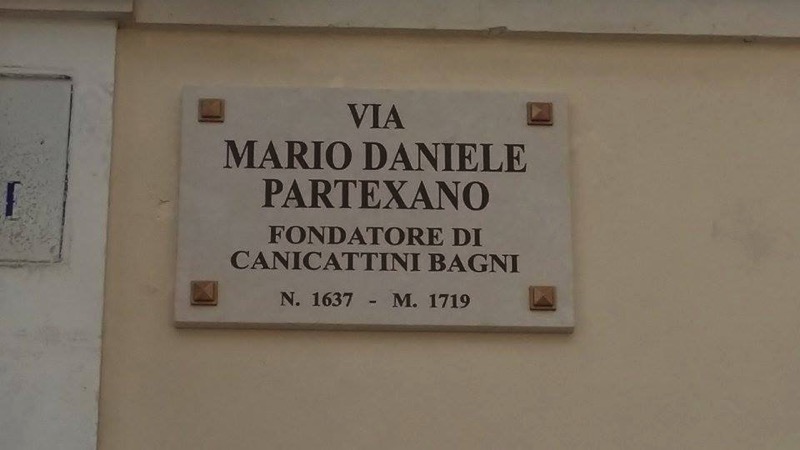 VIA
MARIO DANIELE
PARTEXANO
FONDATORE DI
CANICATTINI BAGNI
N. 1637 - M. 1719